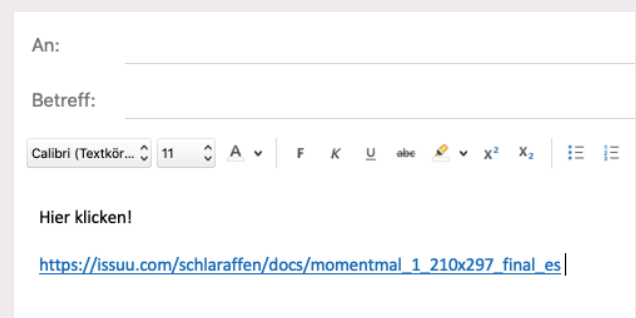 An:
Betreff:
Calibri (Textkör... 11 A F K U abc X² X₂
Hier klicken!
https://issuu.com/schlaraffen/docs/momentmal_1_210x297_final_es